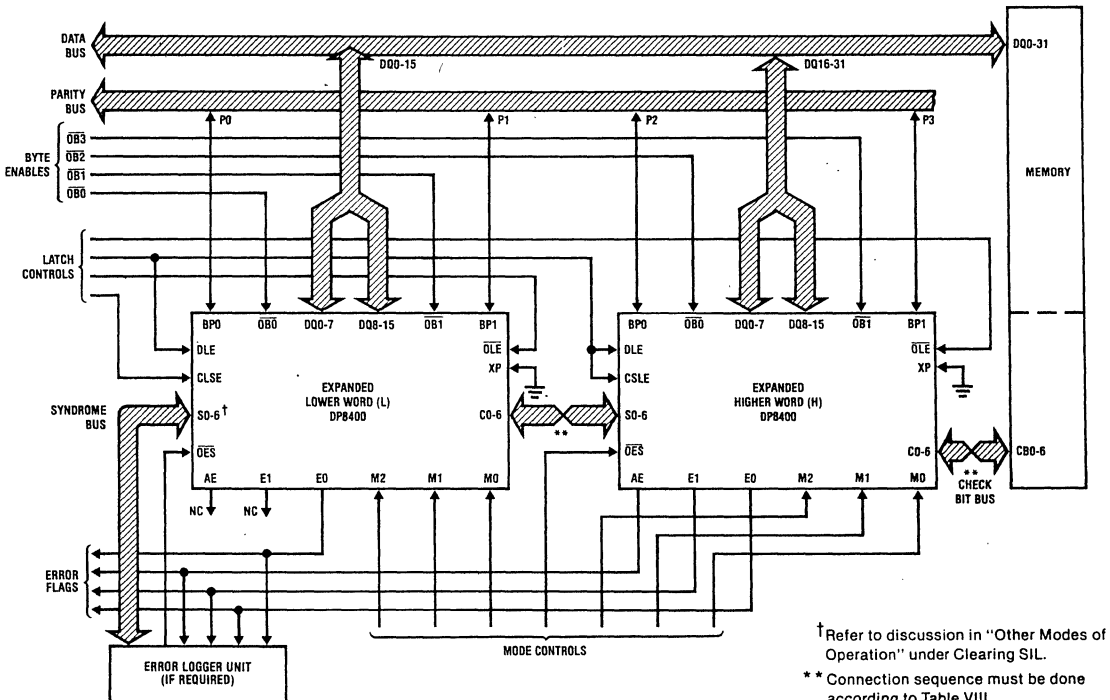 DATA
BUS
DQ0-31
DQ0-15
DQ16-31
PARITY
BUS
P0
P1
P2
P3
BYTE
ENABLES
OB3
OB2
OB1
OB0
MEMORY
LATCH
CONTROLS
BP0
OB0
DQ0-7
DQ8-15
OB1
BP1
BP0
OB0
DQ0-7
DQ8-15
OB1
BP1
DLE
OLE
DLE
OLE
CLSE
XP
CSLE
XP
EXPANDED
LOWER WORD (L)
DP8400
EXPANDED
HIGHER WORD (H)
DP8400
SYNDROME
BUS
S0-6†
C0-6
**
S0-6
OES
OES
C0-6
CB0-6
**
CHECK
BIT BUS
AE
E1
E0
M2
M1
M0
AE
E1
E0
M2
M1
M0
NC
NC
ERROR
FLAGS
MODE CONTROLS
ERROR LOGGER UNIT
(IF REQUIRED)
†Refer to discussion in "Other Modes of
Operation" under Clearing SIL.
** Connection sequence must be done
according to Table VIII